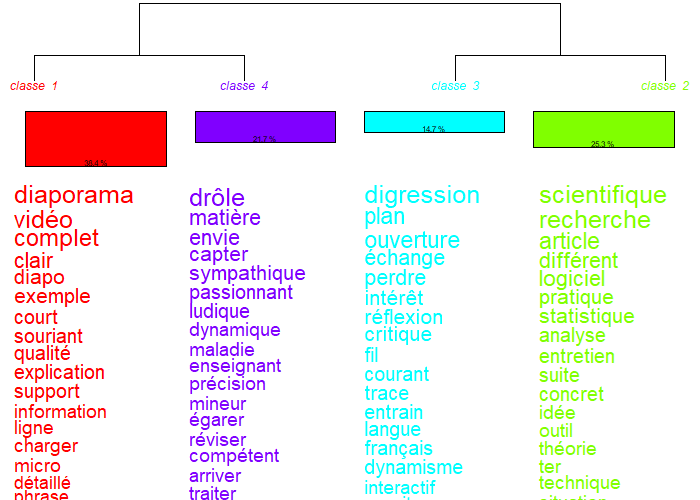 classe 1
classe 4
classe 3
classe 2
38.4 %
21.7 %
14.7 %
25.3 %
diaporama
vidéo
complet
clair
diapo
exemple
court
souriant
qualité
explication
support
information
ligne
charger
micro
détaillé
phrase
drôle
matière
envie
capter
sympathique
passionnant
ludique
dynamique
maladie
enseignant
précision
mineur
égarer
réviser
compétent
arriver
traiter
digression
plan
ouverture
échange
perdre
intérêt
réflexion
critique
fil
courant
trace
entrain
langue
français
dynamisme
interactif
scientifique
recherche
article
différent
logiciel
pratique
statistique
analyse
entretien
suite
concret
idée
outil
théorie
ter
technique
situation